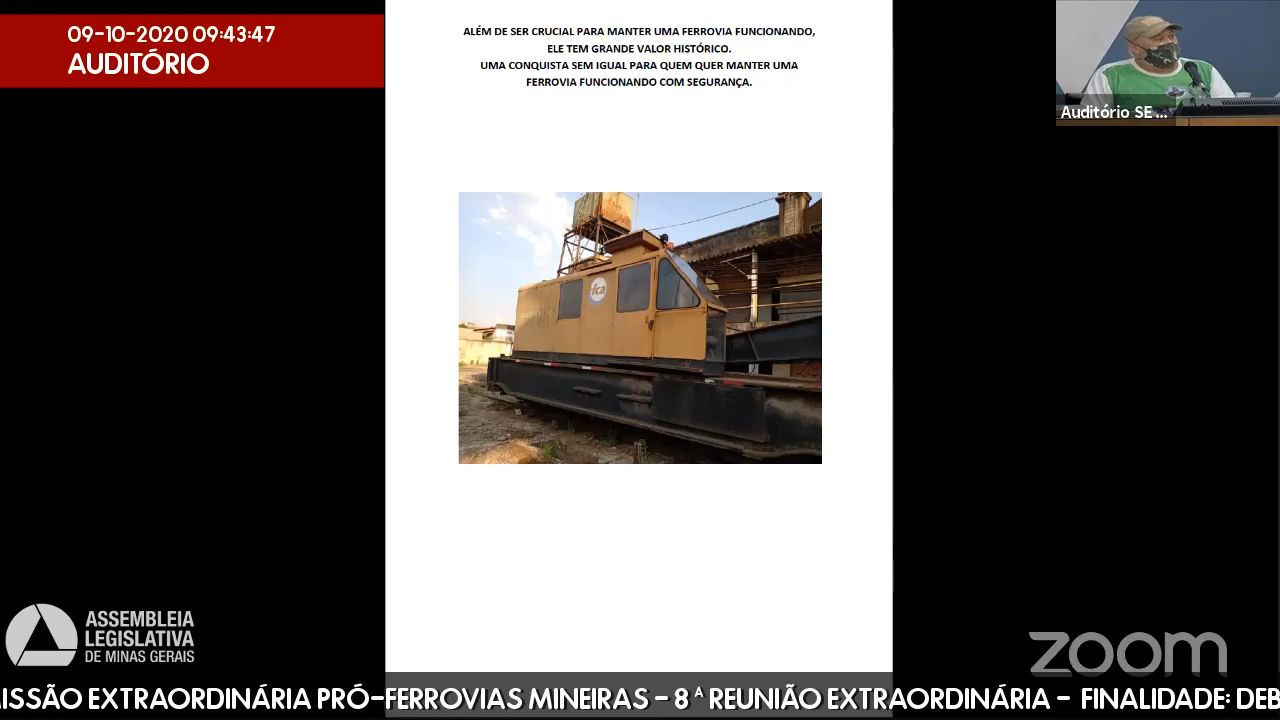 09-10-2020 09:43:47
AUDITÓRIO
ALÉM DE SER CRUCIAL PARA MANTER UMA FERROVIA FUNCIONANDO,
ELE TEM GRANDE VALOR HISTÓRICO.
UMA CONQUISTA SEM IGUAL PARA QUEM QUER MANTER UMA
FERROVIA FUNCIONANDO COM SEGURANÇA.
Auditório SE...
fca
ASSEMBLEIA
LEGISLATIVA
DE MINAS GERAIS
zoom
ISSÃO EXTRAORDINÁRIA PRÓ-FERROVIAS MINEIRAS - 8ª REUNIÃO EXTRAORDINÁRIA - FINALIDADE: DEB